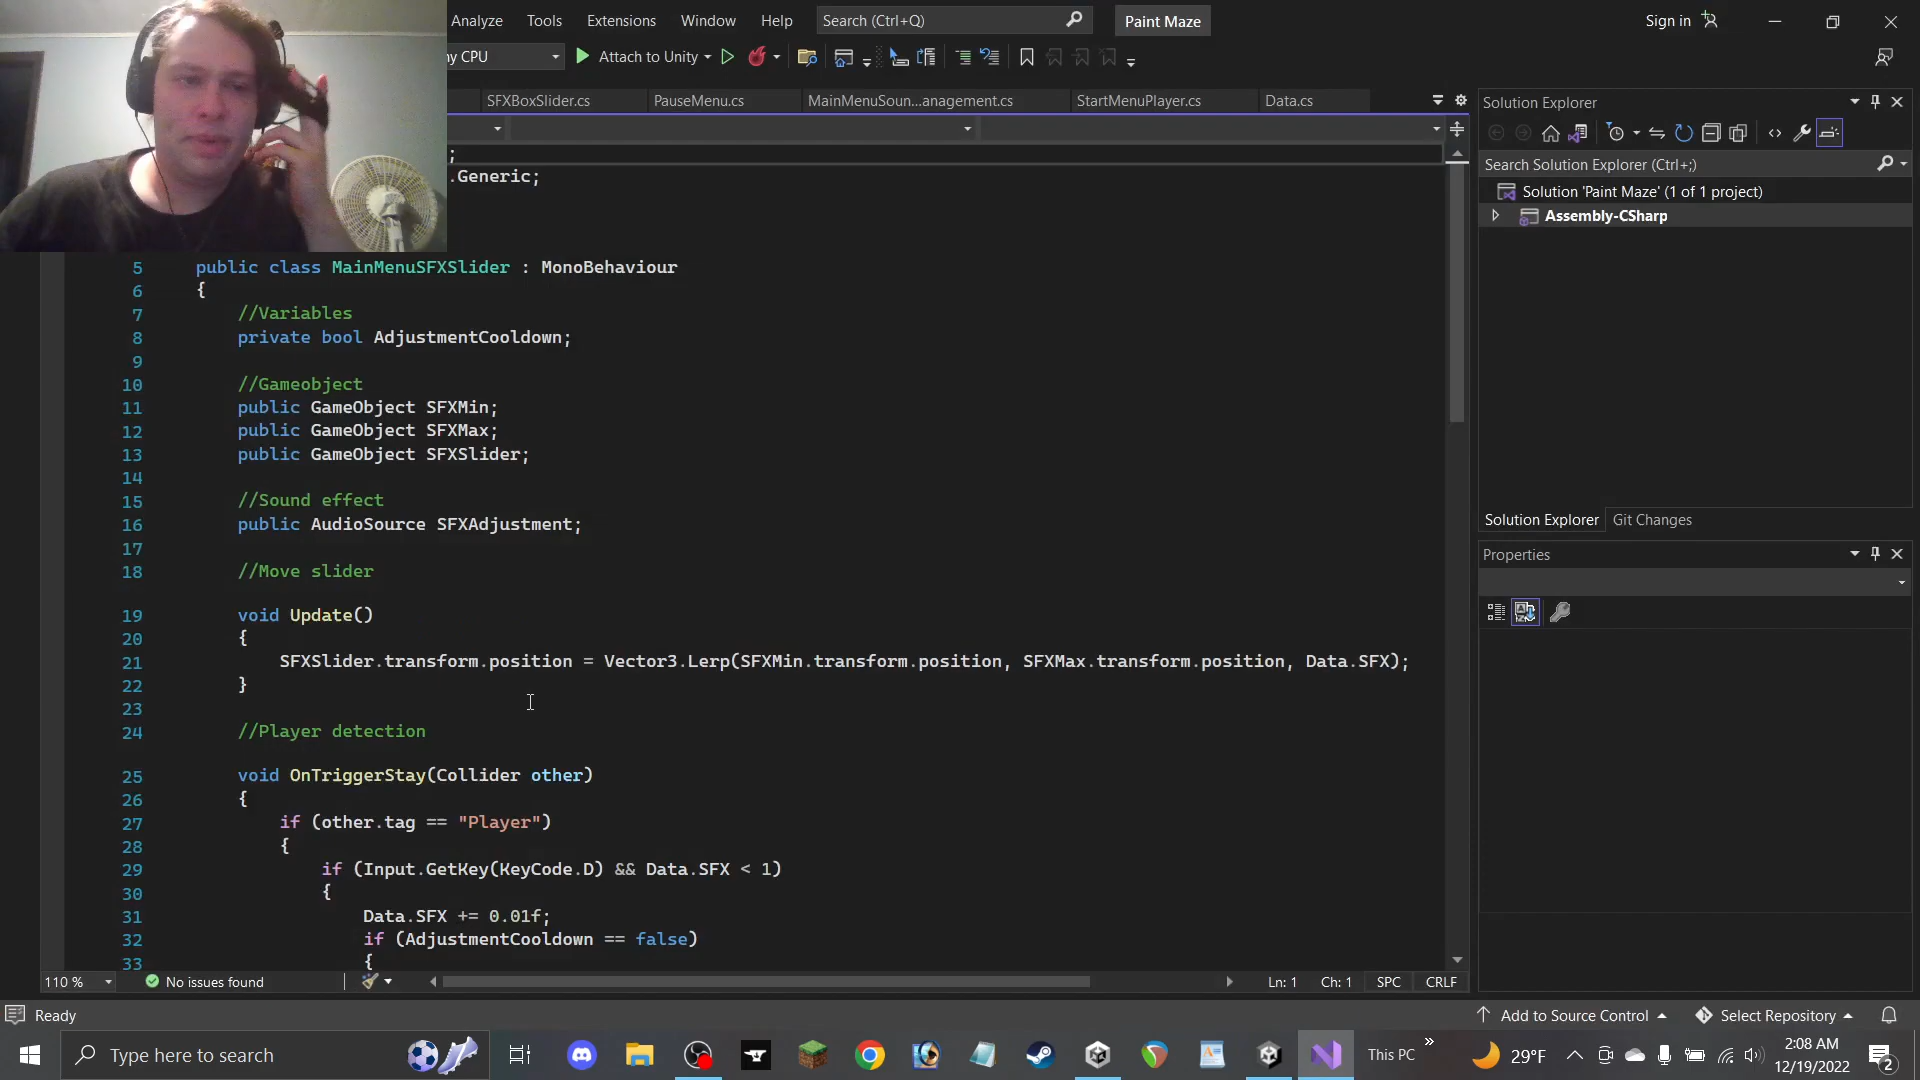 Analyze Tools Extensions Window Help Search (Ctrl+Q) Paint Maze Sign in
ny CPU Attach to Unity
SFXBoxSlider.cs PauseMenu.cs MainMenuSoun...anagement.cs StartMenuPlayer.cs Data.cs
;
.Generic;
5 public class MainMenuSFXSlider : MonoBehaviour
6 {
7 //Variables
8 private bool AdjustmentCooldown;
9
10 //Gameobject
11 public GameObject SFXMin;
12 public GameObject SFXMax;
13 public GameObject SFXSlider;
14
15 //Sound effect
16 public AudioSource SFXAdjustment;
17
18 //Move slider
19 void Update()
20 {
21 SFXSlider.transform.position = Vector3.Lerp(SFXMin.transform.position, SFXMax.transform.position, Data.SFX);
22 }
23
24 //Player detection
25 void OnTriggerStay(Collider other)
26 {
27 if (other.tag == "Player")
28 {
29 if (Input.GetKey(KeyCode.D) && Data.SFX < 1)
30 {
31 Data.SFX += 0.01f;
32 if (AdjustmentCooldown == false)
33 {
110 % No issues found Ln: 1 Ch: 1 SPC CRLF
Solution Explorer
Search Solution Explorer (Ctrl+;)
Solution 'Paint Maze' (1 of 1 project)
Assembly-CSharp
Solution Explorer Git Changes
Properties
Ready Add to Source Control Select Repository
Type here to search This PC » 29°F 2:08 AM
12/19/2022 2